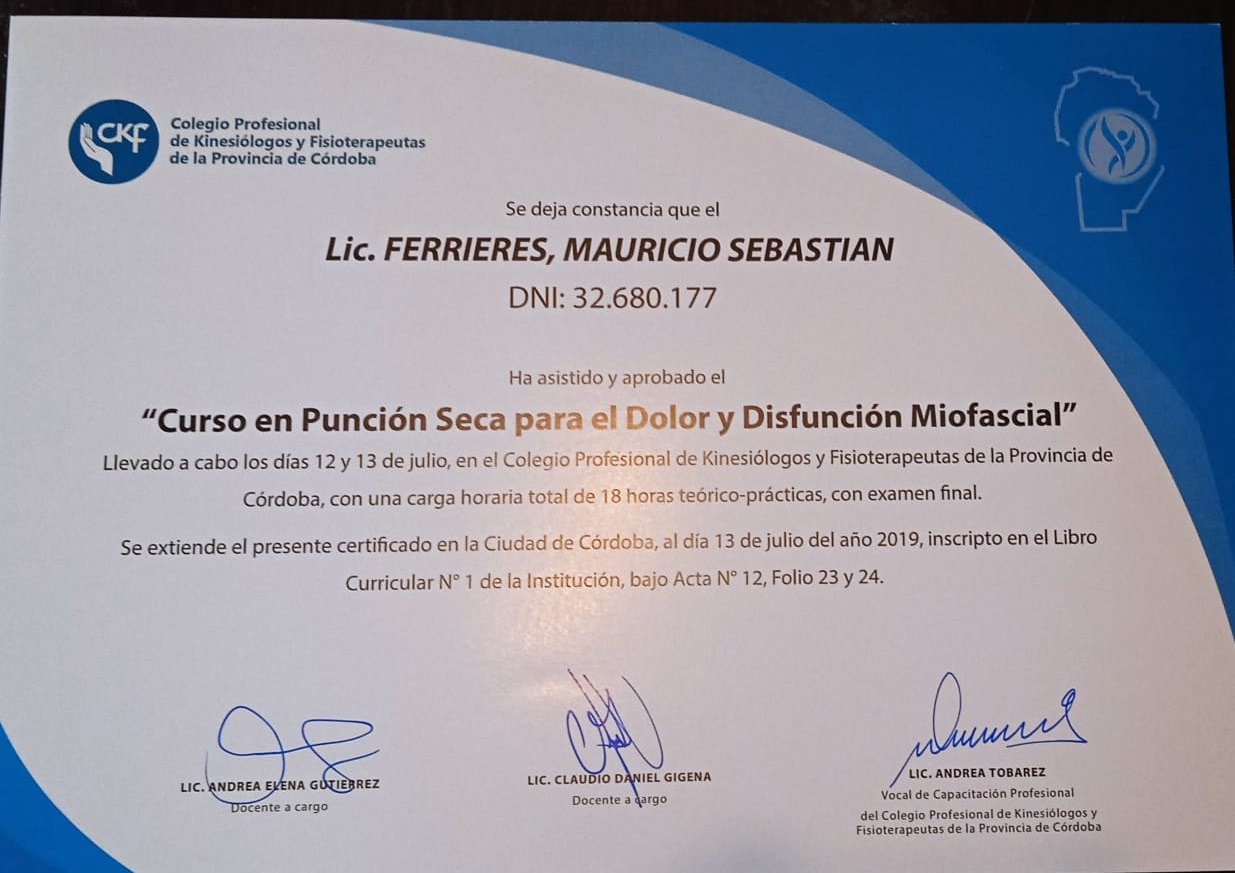 CKF
Colegio Profesional
de Kinesiólogos y Fisioterapeutas
de la Provincia de Córdoba
Se deja constancia que el
Lic. FERRIERES, MAURICIO SEBASTIAN
DNI: 32.680.177
Ha asistido y aprobado el
“Curso en Punción Seca para el Dolor y Disfunción Miofascial”
Llevado a cabo los días 12 y 13 de julio, en el Colegio Profesional de Kinesiólogos y Fisioterapeutas de la Provincia de
Córdoba, con una carga horaria total de 18 horas teórico-prácticas, con examen final.
Se extiende el presente certificado en la Ciudad de Córdoba, al día 13 de julio del año 2019, inscripto en el Libro
Curricular N° 1 de la Institución, bajo Acta N° 12, Folio 23 y 24.
LIC. ANDREA ELENA GUTIERREZ
Docente a cargo
LIC. CLAUDIO DANIEL GIGENA
Docente a cargo
LIC. ANDREA TOBAREZ
Vocal de Capacitación Profesional
del Colegio Profesional de Kinesiólogos y
Fisioterapeutas de la Provincia de Córdoba